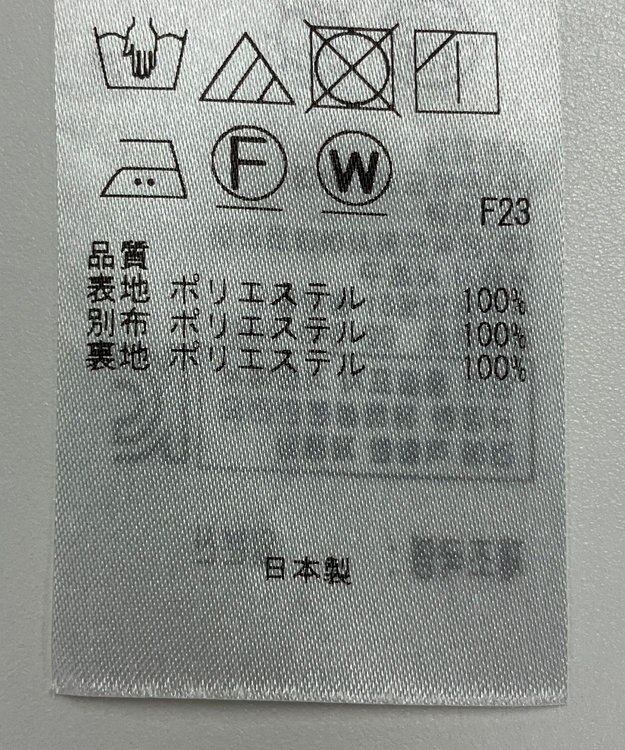 F
W
F23
品質
表地 ポリエステル 100%
別布 ポリエステル 100%
裏地 ポリエステル 100%
日本製